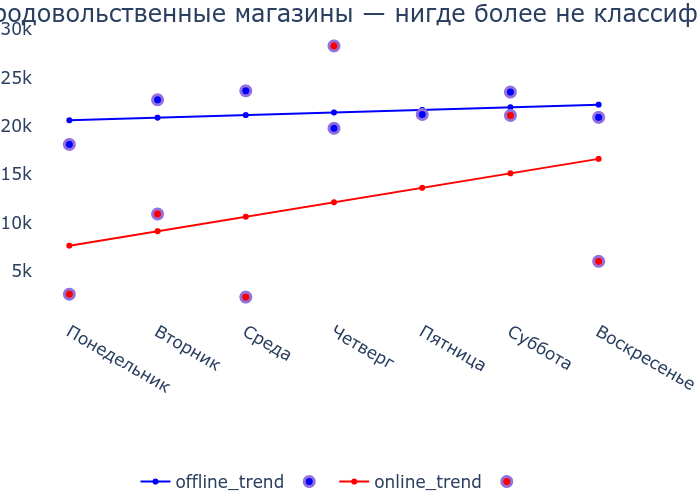 родовольственные магазины — нигде более не классиф
30k
25k
20k
15k
10k
5k
Понедельник
Вторник
Среда
Четверг
Пятница
Суббота
Воскресенье
offline_trend
online_trend